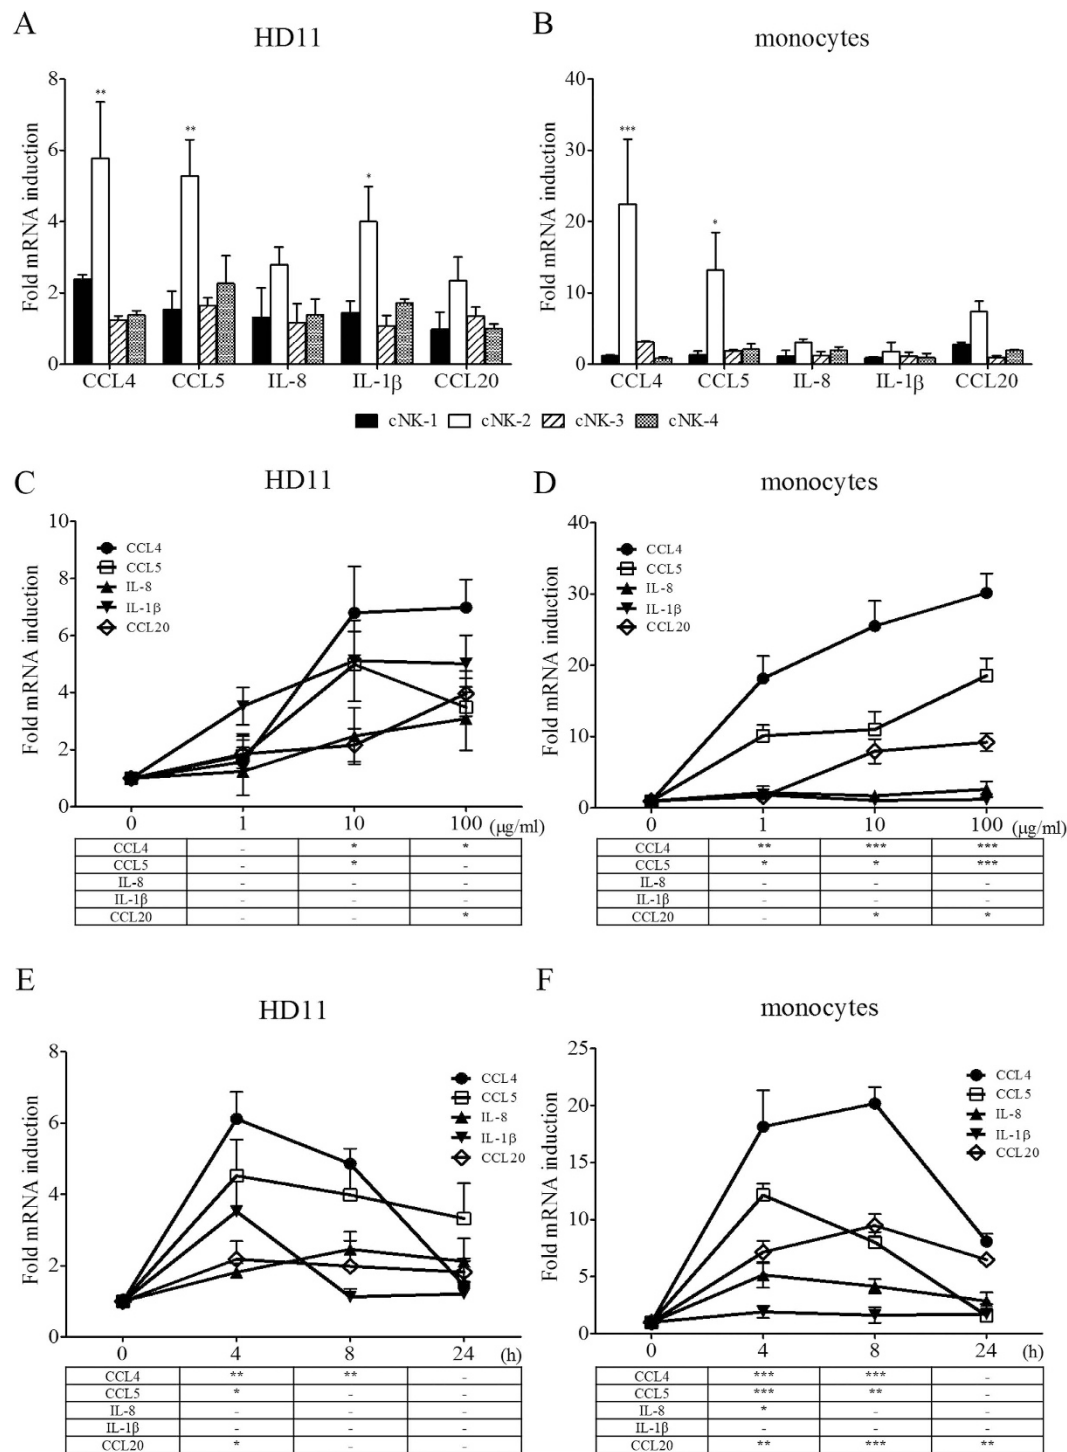 A
HD11
B
monocytes
Fold mRNA induction
8
6
4
2
0
**
**
*
CCL4 CCL5 IL-8 IL-1β CCL20
Fold mRNA induction
40
30
20
10
0
***
*
CCL4 CCL5 IL-8 IL-1β CCL20
cNK-1 cNK-2 cNK-3 cNK-4
C
HD11
D
monocytes
Fold mRNA induction
10
8
6
4
2
0
CCL4
CCL5
IL-8
IL-1β
CCL20
0 1 10 100 (μg/ml)
CCL4 - * *
CCL5 - * -
IL-8 - - -
IL-1β - - -
CCL20 - - *
Fold mRNA induction
40
30
20
10
0
CCL4
CCL5
IL-8
IL-1β
CCL20
0 1 10 100 (μg/ml)
CCL4 ** *** ***
CCL5 * * ***
IL-8 - - -
IL-1β - - -
CCL20 - * *
E
HD11
F
monocytes
Fold mRNA induction
8
6
4
2
0
CCL4
CCL5
IL-8
IL-1β
CCL20
0 4 8 24 (h)
CCL4 ** ** -
CCL5 * - -
IL-8 - - -
IL-1β - - -
CCL20 * - -
Fold mRNA induction
25
20
15
10
5
0
CCL4
CCL5
IL-8
IL-1β
CCL20
0 4 8 24 (h)
CCL4 *** *** -
CCL5 *** ** -
IL-8 * - -
IL-1β - - -
CCL20 ** *** **